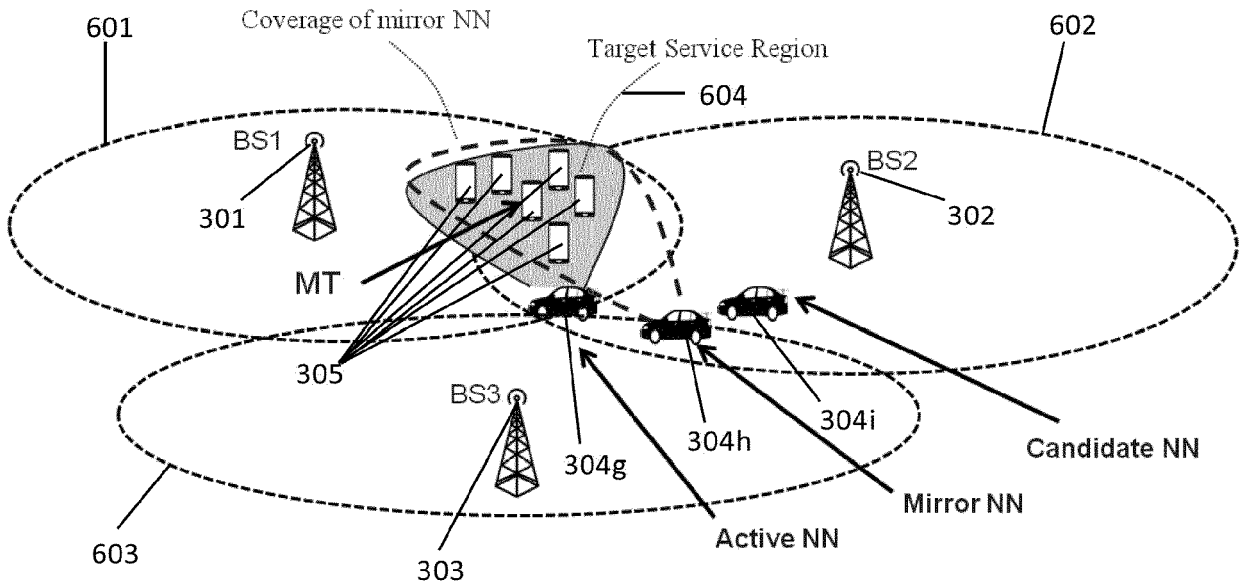 601
Coverage of mirror NN
602
Target Service Region
604
BS1
BS2
301
302
MT
305
BS3
304g
304h
304i
Candidate NN
Mirror NN
Active NN
603
303